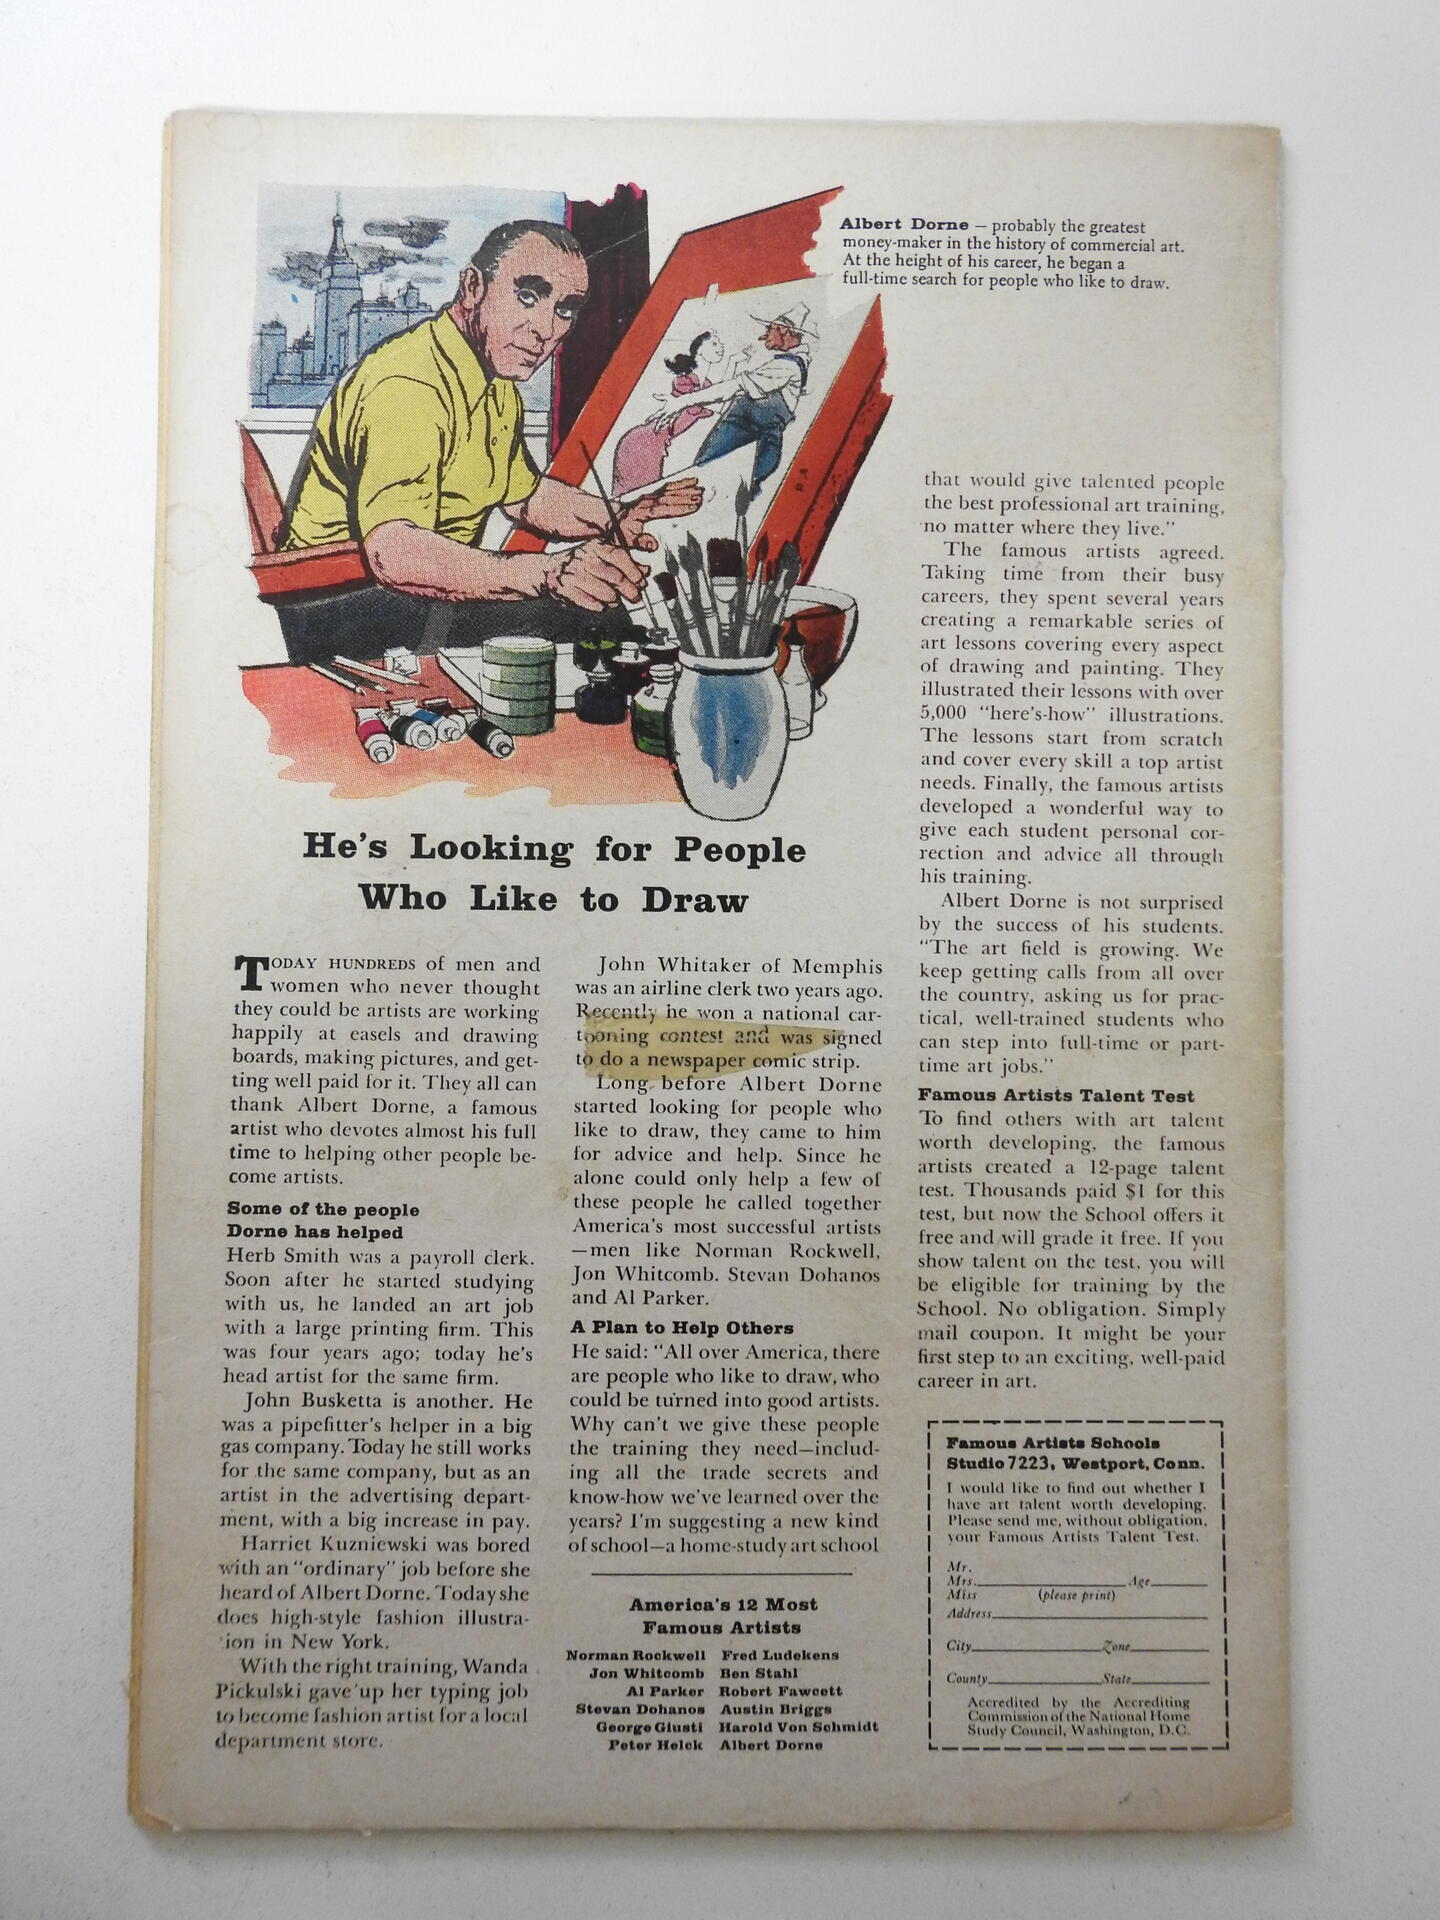 Albert Dorne — probably the greatest
money-maker in the history of commercial art.
At the height of his career, he began a
full-time search for people who like to draw.
He's Looking for People
Who Like to Draw
TODAY HUNDREDS of men and
women who never thought
they could be artists are working
happily at easels and drawing
boards, making pictures, and get-
ting well paid for it. They all can
thank Albert Dorne, a famous
artist who devotes almost his full
time to helping other people be-
come artists.
Some of the people
Dorne has helped
Herb Smith was a payroll clerk.
Soon after he started studying
with us, he landed an art job
with a large printing firm. This
was four years ago; today he's
head artist for the same firm.
John Busketta is another. He
was a pipefitter's helper in a big
gas company. Today he still works
for the same company, but as an
artist in the advertising depart-
ment, with a big increase in pay.
Harriet Kuzniewski was bored
with an "ordinary" job before she
heard of Albert Dorne. Today she
does high-style fashion illustra-
ion in New York.
With the right training, Wanda
Pickulski gave up her typing job
to become fashion artist for a local
department store.
John Whitaker of Memphis
was an airline clerk two years ago.
Recently he won a national car-
tooning contest and was signed
to do a newspaper comic strip.
Long before Albert Dorne
started looking for people who
like to draw, they came to him
for advice and help. Since he
alone could only help a few of
these people he called together
America's most successful artists
—men like Norman Rockwell,
Jon Whitcomb. Stevan Dohanos
and Al Parker.
A Plan to Help Others
He said: "All over America, there
are people who like to draw, who
could be turned into good artists.
Why can't we give these people
the training they need—includ-
ing all the trade secrets and
know-how we've learned over the
years? I'm suggesting a new kind
of school—a home-study art school
America's 12 Most
Famous Artists
Norman Rockwell Fred Ludekens
Jon Whitcomb Ben Stahl
Al Parker Robert Fawcett
Stevan Dohanos Austin Briggs
George Giusti Harold Von Schmidt
Peter Helck Albert Dorne
that would give talented people
the best professional art training,
no matter where they live."
The famous artists agreed.
Taking time from their busy
careers, they spent several years
creating a remarkable series of
art lessons covering every aspect
of drawing and painting. They
illustrated their lessons with over
5,000 "here's-how" illustrations.
The lessons start from scratch
and cover every skill a top artist
needs. Finally, the famous artists
developed a wonderful way to
give each student personal cor-
rection and advice all through
his training.
Albert Dorne is not surprised
by the success of his students.
"The art field is growing. We
keep getting calls from all over
the country, asking us for prac-
tical, well-trained students who
can step into full-time or part-
time art jobs."
Famous Artists Talent Test
To find others with art talent
worth developing, the famous
artists created a 12-page talent
test. Thousands paid $1 for this
test, but now the School offers it
free and will grade it free. If you
show talent on the test, you will
be eligible for training by the
School. No obligation. Simply
mail coupon. It might be your
first step to an exciting, well-paid
career in art.
Famous Artists Schools
Studio 7223, Westport, Conn.
I would like to find out whether I
have art talent worth developing.
Please send me, without obligation,
your Famous Artists Talent Test.
Mr.
Mrs. Age
Miss (please print)
Address
City Zone
County State
Accredited by the Accrediting
Commission of the National Home
Study Council, Washington, D.C.